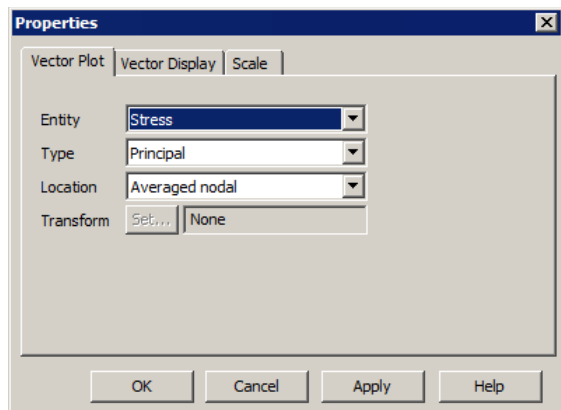 Properties
Vector Plot Vector Display Scale
Entity Stress
Type Principal
Location Averaged nodal
Transform Set... None
OK Cancel Apply Help